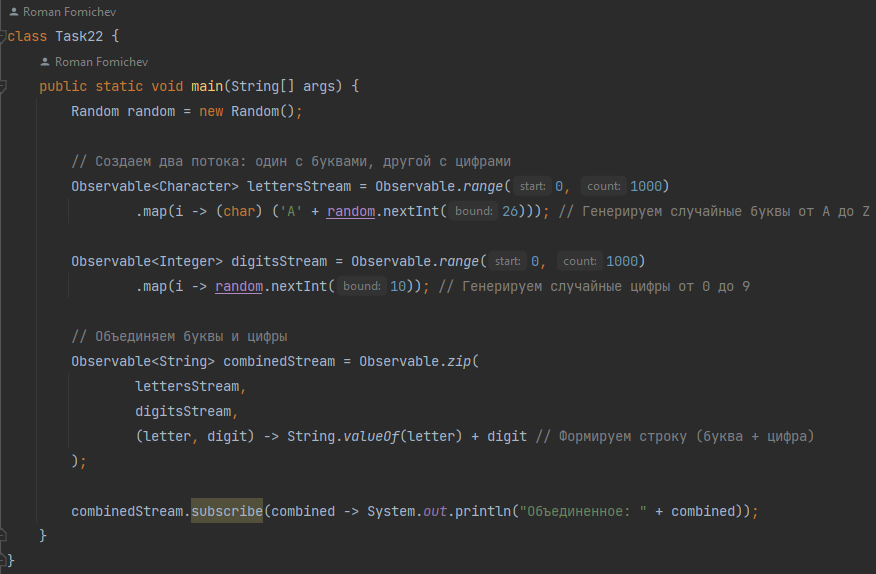 Roman Fomichev
class Task22 {
Roman Fomichev
public static void main(String[] args) {
Random random = new Random();
// Создаем два потока: один с буквами, другой с цифрами
Observable<Character> lettersStream = Observable.range( start: 0, count: 1000)
.map(i -> (char) ('A' + random.nextInt( bound: 26))); // Генерируем случайные буквы от A до Z
Observable<Integer> digitsStream = Observable.range( start: 0, count: 1000)
.map(i -> random.nextInt( bound: 10)); // Генерируем случайные цифры от 0 до 9
// Объединяем буквы и цифры
Observable<String> combinedStream = Observable.zip(
lettersStream,
digitsStream,
(letter, digit) -> String.valueOf(letter) + digit // Формируем строку (буква + цифра)
);
combinedStream.subscribe(combined -> System.out.println("Объединенное: " + combined));
}
}